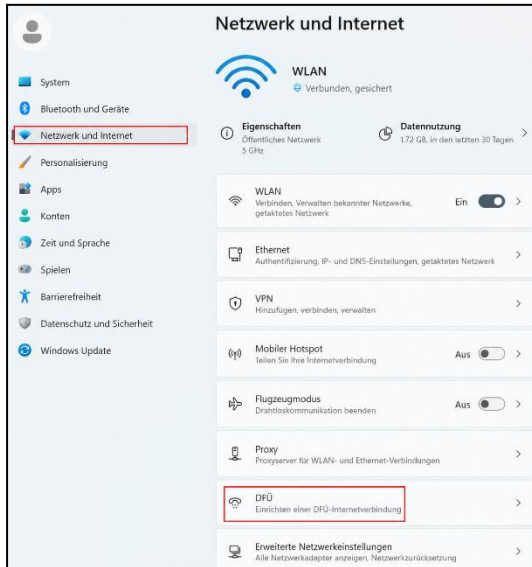 Netzwerk und Internet
WLAN
Verbunden, gesichert
System
Bluetooth und Geräte
Netzwerk und Internet
Personalisierung
Apps
Konten
Zeit und Sprache
Spielen
Barrierefreiheit
Datenschutz und Sicherheit
Windows Update
Eigenschaften
Öffentliches Netzwerk
5 GHz
Datennutzung
1.72 GB, in den letzten 30 Tagen
WLAN
Verbinden, Verwalten bekannter Netzwerke,
getaktetes Netzwerk
Ein
Ethernet
Authentifizierung, IP- und DNS-Einstellungen, getaktetes Netzwerk
VPN
Hinzufügen, verbinden, verwalten
Mobiler Hotspot
Teilen Sie Ihre Internetverbindung
Aus
Flugzeugmodus
Drahtloskommunikation beenden
Aus
Proxy
Proxyserver für WLAN- und Ethernet-Verbindungen
DFÜ
Einrichten einer DFÜ-Internetverbindung
Erweiterte Netzwerkeinstellungen
Alle Netzwerkadapter anzeigen, Netzwerkzurücksetzung